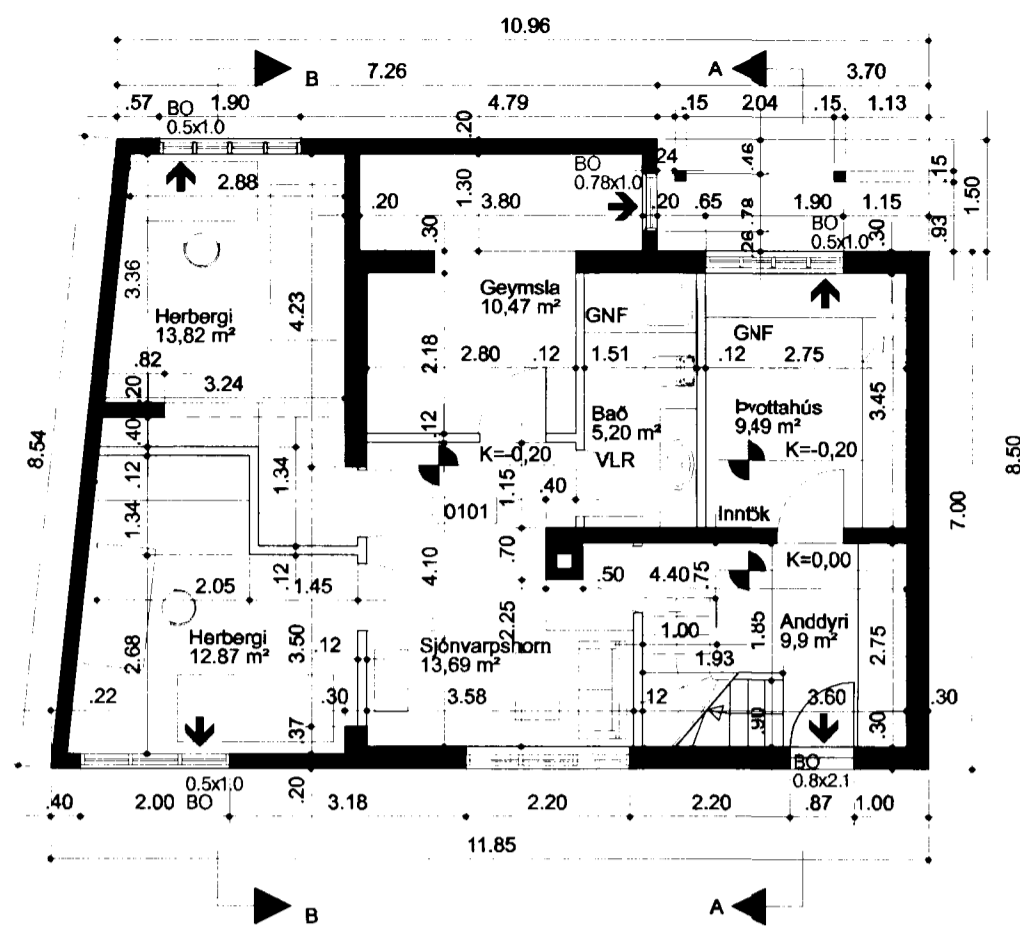 10.96
B
7.26
A
3.70
.57
BO
0.5x1.0
1.90
.20
4.79
.15
2.04
.15
1.13
2.88
1.30
.20
3.80
BO
0.78x1.0
24
.46
.15
1.50
20
.65
.78
1.90
1.15
BO
0.5x1.0
.26
.30
.93
.30
3.36
4.23
Herbergi
13,82 m²
Geymsla
10,47 m²
GNF
GNF
.82
3.24
.20
2.18
2.80
.12
1.51
.12
2.75
3.45
.40
.12
Bað
5,20 m²
Þvottahús
9,49 m²
8.54
8.50
K=-0,20
VLR
K=-0,20
.12
1.34
1.15
.40
0101
Inntök
7.00
1.34
4.10
.70
K=0,00
2.05
.12
1.45
.50
4.40
.75
Herbergi
12.87 m²
3.50
.12
Sjónvarpshorn
13,69 m²
2.25
1.00
1.85
Anddyri
9,9 m²
2.75
2.68
1.93
.22
.30
3.58
.12
3.60
.30
.37
.90
.30
0.5x1.0
BO
.20
BO
0.8x2.1
.40
2.00
3.18
2.20
2.20
.87
1.00
11.85
B
A